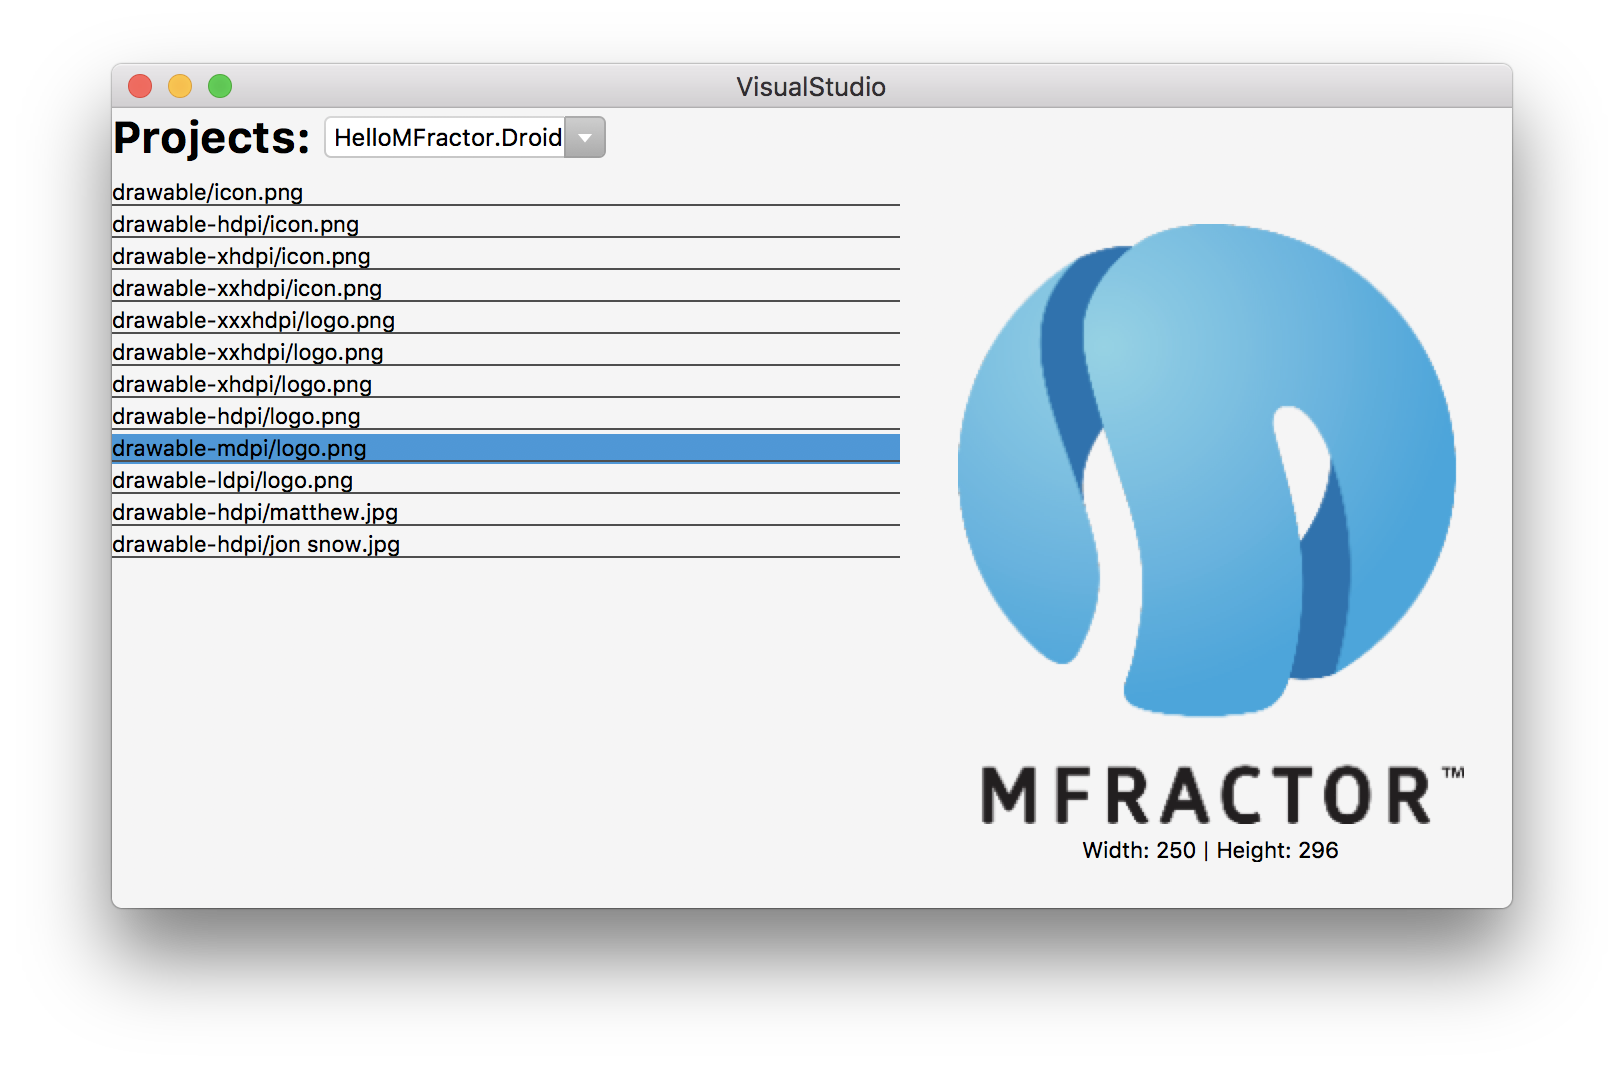 VisualStudio
Projects: HelloMFractor.Droid
drawable/icon.png
drawable-hdpi/icon.png
drawable-xhdpi/icon.png
drawable-xxhdpi/icon.png
drawable-xxxhdpi/logo.png
drawable-xxhdpi/logo.png
drawable-xhdpi/logo.png
drawable-hdpi/logo.png
drawable-mdpi/logo.png
drawable-ldpi/logo.png
drawable-hdpi/matthew.jpg
drawable-hdpi/jon snow.jpg
MFRACTOR™
Width: 250 | Height: 296